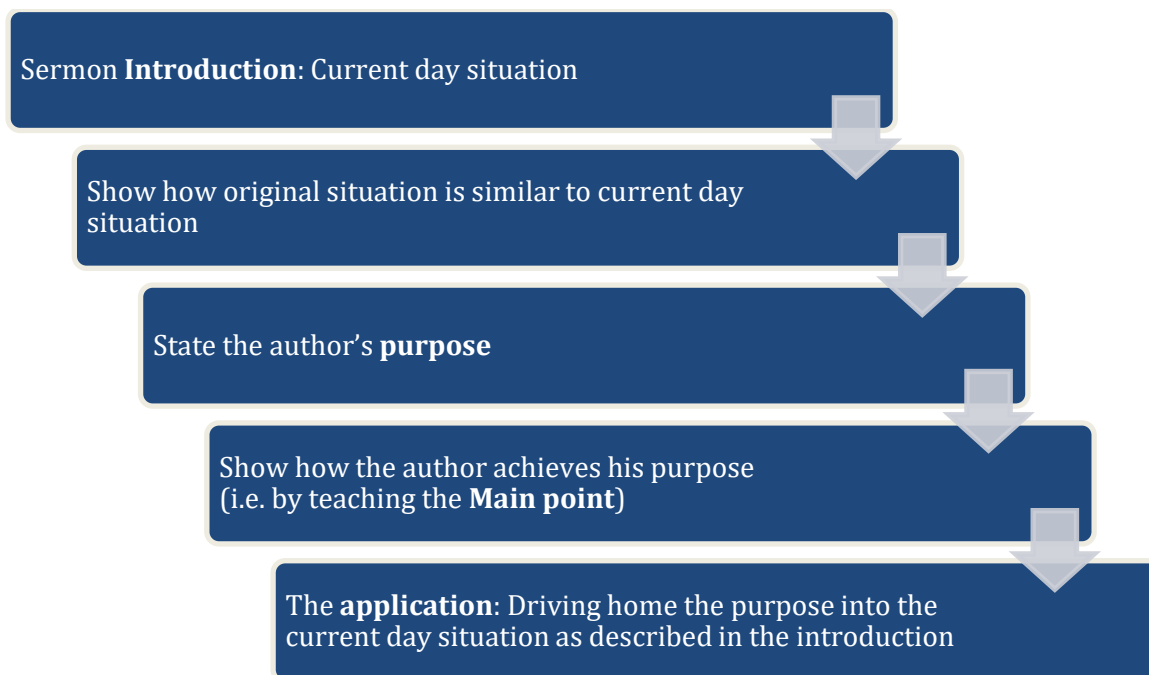 Sermon Introduction: Current day situation
Show how original situation is similar to current day
situation
State the author’s purpose
Show how the author achieves his purpose
(i.e. by teaching the Main point)
The application: Driving home the purpose into the
current day situation as described in the introduction